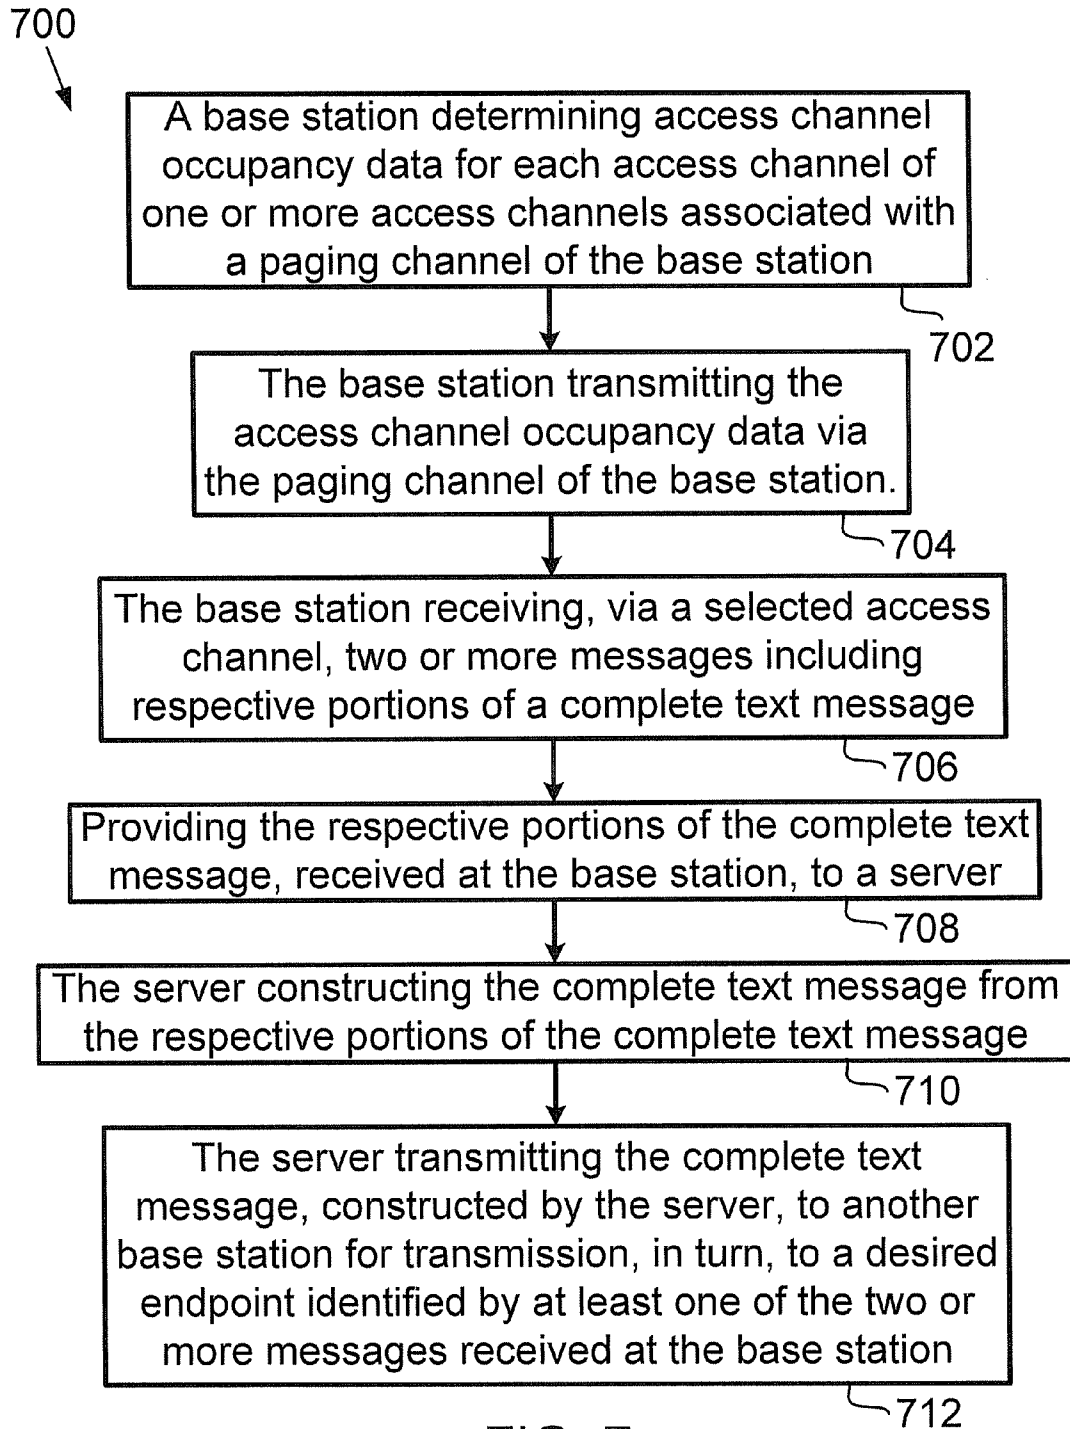 700
A base station determining access channel
occupancy data for each access channel of
one or more access channels associated with
a paging channel of the base station
702
The base station transmitting the
access channel occupancy data via
the paging channel of the base station.
704
The base station receiving, via a selected access
channel, two or more messages including
respective portions of a complete text message
706
Providing the respective portions of the complete text
message, received at the base station, to a server
708
The server constructing the complete text message from
the respective portions of the complete text message
710
The server transmitting the complete text
message, constructed by the server, to another
base station for transmission, in turn, to a desired
endpoint identified by at least one of the two or
more messages received at the base station
712